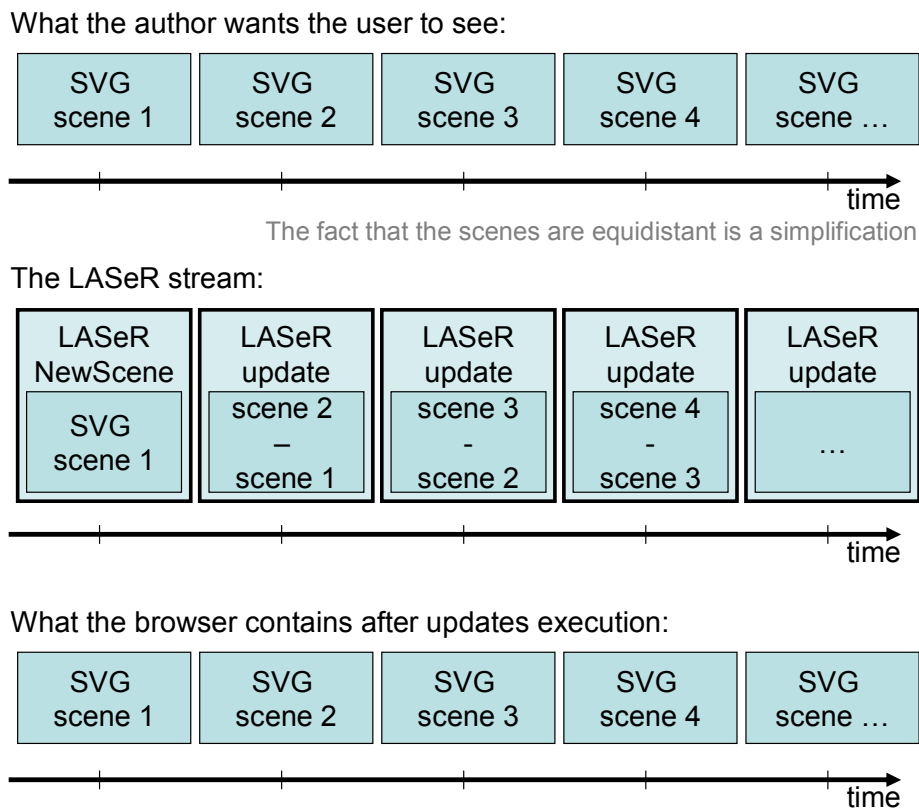 What the author wants the user to see:
SVG
scene 1
SVG
scene 2
SVG
scene 3
SVG
scene 4
SVG
scene …
time
The fact that the scenes are equidistant is a simplification
The LASeR stream:
LASeR
NewScene
SVG
scene 1
LASeR
update
scene 2
–
scene 1
LASeR
update
scene 3
-
scene 2
LASeR
update
scene 4
-
scene 3
LASeR
update
…
time
What the browser contains after updates execution:
SVG
scene 1
SVG
scene 2
SVG
scene 3
SVG
scene 4
SVG
scene …
time